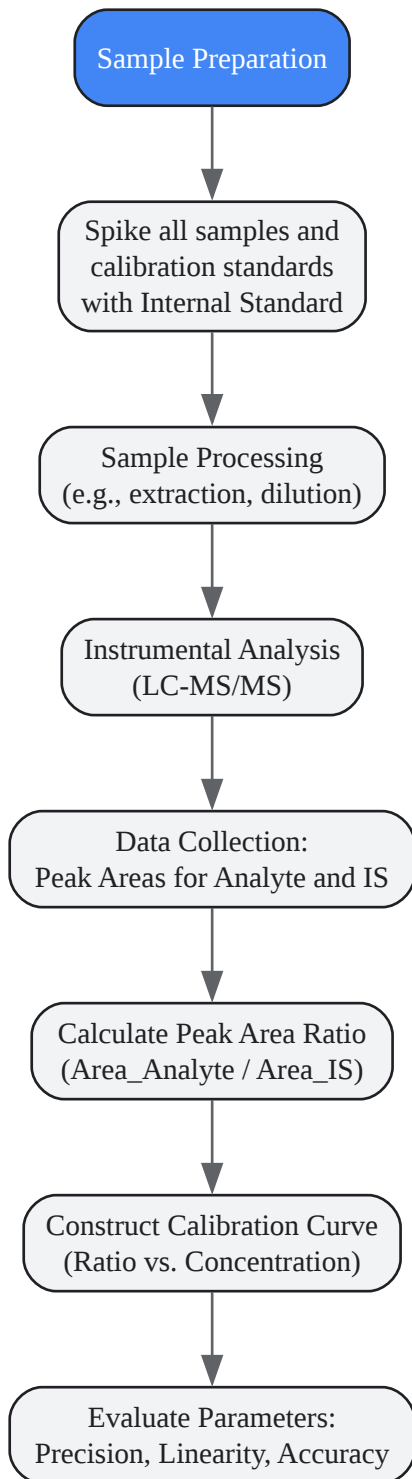 Sample Preparation
Spike all samples and
calibration standards
with Internal Standard
Sample Processing
(e.g., extraction, dilution)
Instrumental Analysis
(LC-MS/MS)
Data Collection:
Peak Areas for Analyte and IS
Calculate Peak Area Ratio
(Area_Analyte / Area_IS)
Construct Calibration Curve
(Ratio vs. Concentration)
Evaluate Parameters:
Precision, Linearity, Accuracy